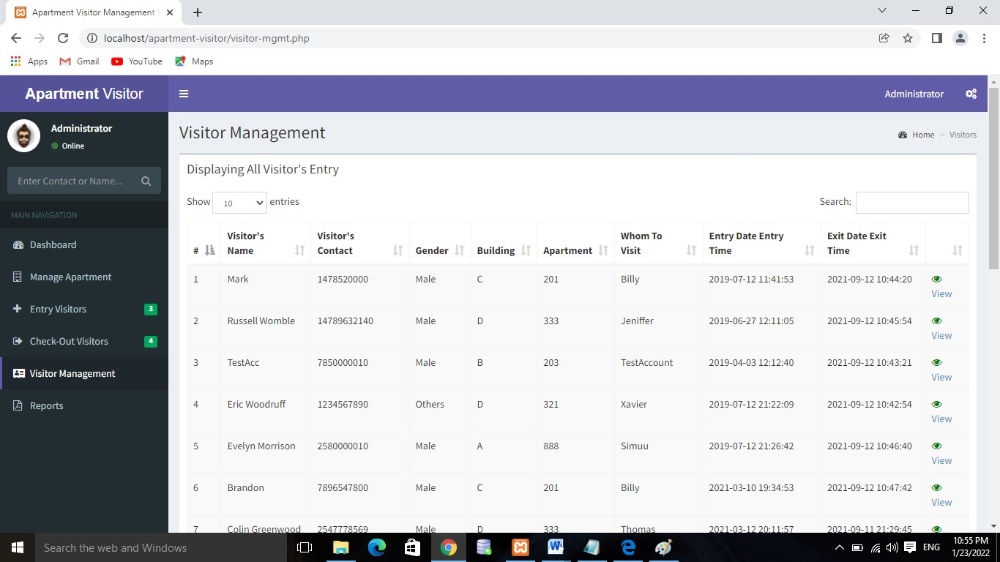 Apartment Visitor Management S
localhost/apartment-visitor/visitor-mgmt.php
Apps Gmail YouTube Maps
Apartment Visitor
Administrator
Administrator
Online
Enter Contact or Name...
MAIN NAVIGATION
Dashboard
Manage Apartment
Entry Visitors 3
Check-Out Visitors 4
Visitor Management
Reports
Visitor Management
Home > Visitors
Displaying All Visitor's Entry
Show 10 entries
Search:
# Visitor's Name Visitor's Contact Gender Building Apartment Whom To Visit Entry Date Entry Time Exit Date Exit Time
1 Mark 1478520000 Male C 201 Billy 2019-07-12 11:41:53 2021-09-12 10:44:20 View
2 Russell Womble 14789632140 Male D 333 Jeniffer 2019-06-27 12:11:05 2021-09-12 10:45:54 View
3 TestAcc 7850000010 Male B 203 TestAccount 2019-04-03 12:12:40 2021-09-12 10:43:21 View
4 Eric Woodruff 1234567890 Others D 321 Xavier 2019-07-12 21:22:09 2021-09-12 10:42:54 View
5 Evelyn Morrison 2580000010 Male A 888 Simuu 2019-07-12 21:26:42 2021-09-12 10:46:40 View
6 Brandon 7896547800 Male C 201 Billy 2021-03-10 19:34:53 2021-09-12 10:47:42 View
7 Colin Greenwood 2547778569 Male D 333 Thomas 2021-03-12 20:11:57 2021-09-11 21:29:45
Search the web and Windows
ENG
10:55 PM
1/23/2022